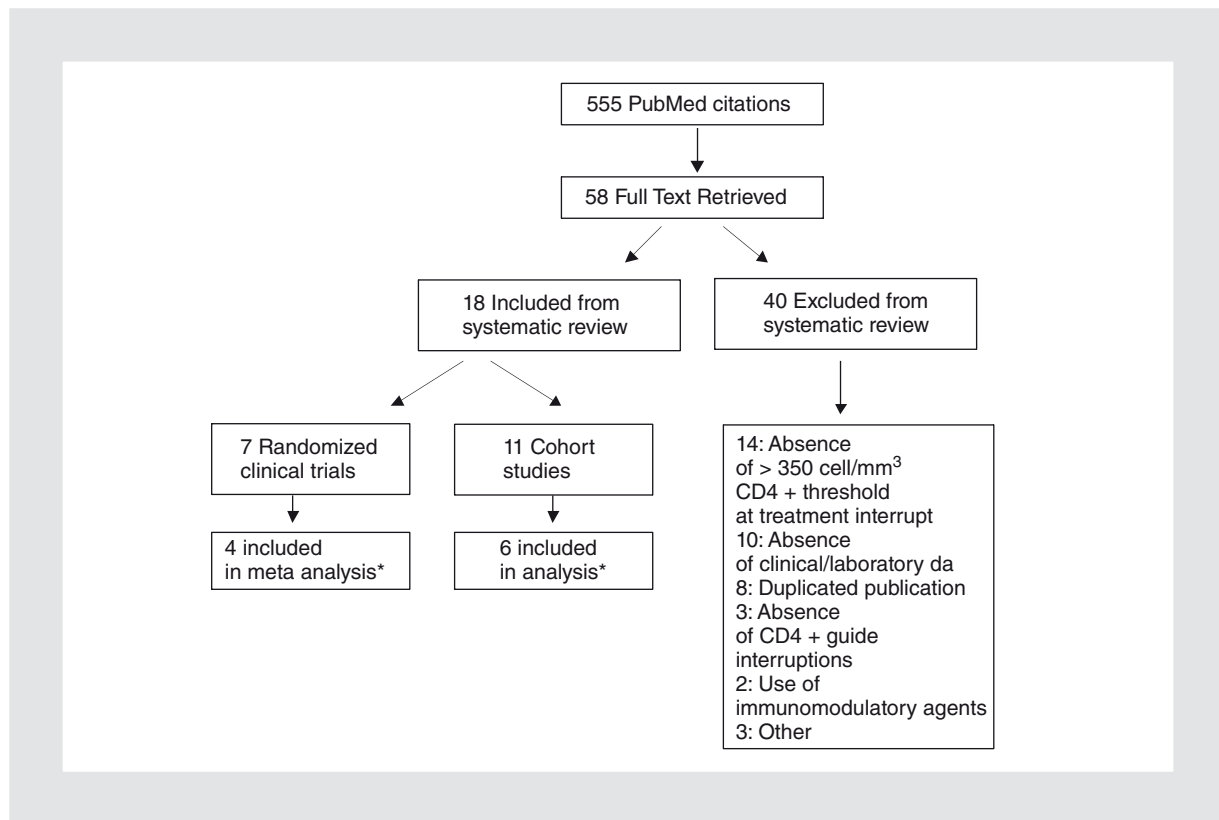 555 PubMed citations
58 Full Text Retrieved
18 Included from
systematic review
40 Excluded from
systematic review
7 Randomized
clinical trials
11 Cohort
studies
4 included
in meta analysis*
6 included
in analysis*
14: Absence
of > 350 cell/mm³
CD4 + threshold
at treatment interrupt
10: Absence
of clinical/laboratory da
8: Duplicated publication
3: Absence
of CD4 + guide
interruptions
2: Use of
immunomodulatory agents
3: Other